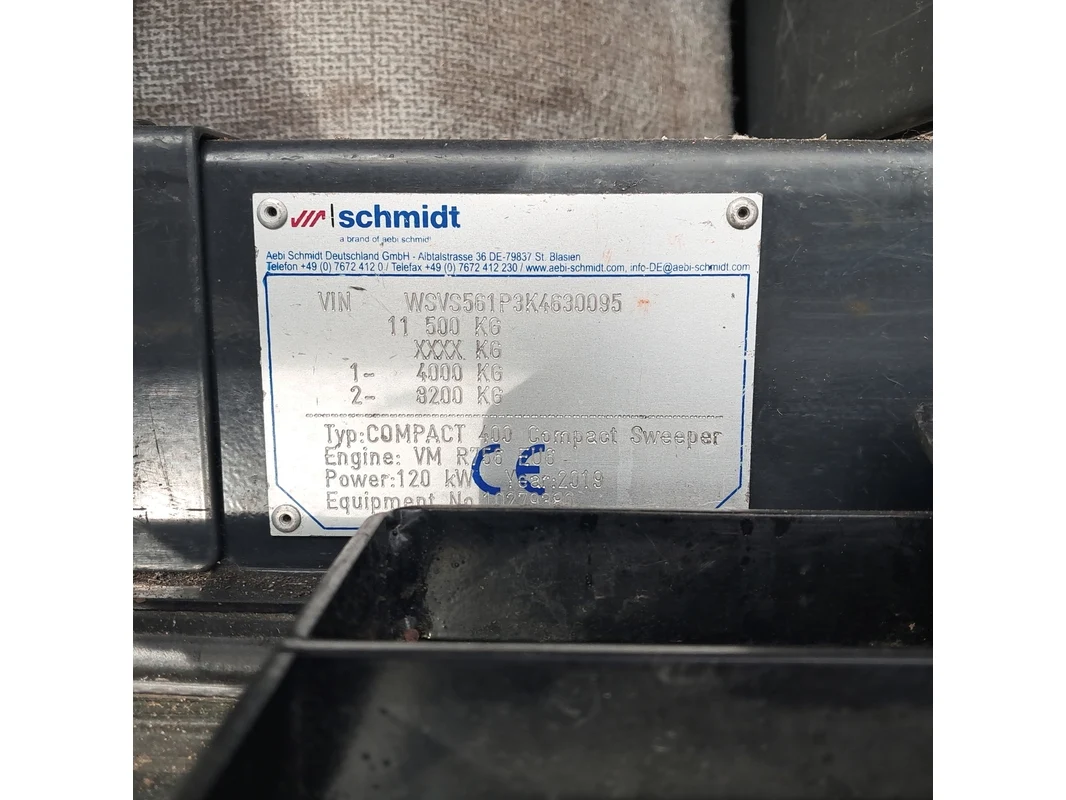 schmidt
a brand of aebi schmidt
Aebi Schmidt Deutschland GmbH - Albtalstrasse 36 DE-79837 St. Blasien
Telefon +49 (0) 7672 412 0 / Telefax +49 (0) 7672 412 230 / www.aebi-schmidt.com, info-DE@aebi-schmidt.com
VIN WSVS561P3K4630095
11 500 KG
XXXX KG
1- 4000 KG
2- 8200 KG
Typ:COMPACT 400 Compact Sweeper
Engine: VM
Power:120 kW Year:2019
Equipment No
CE